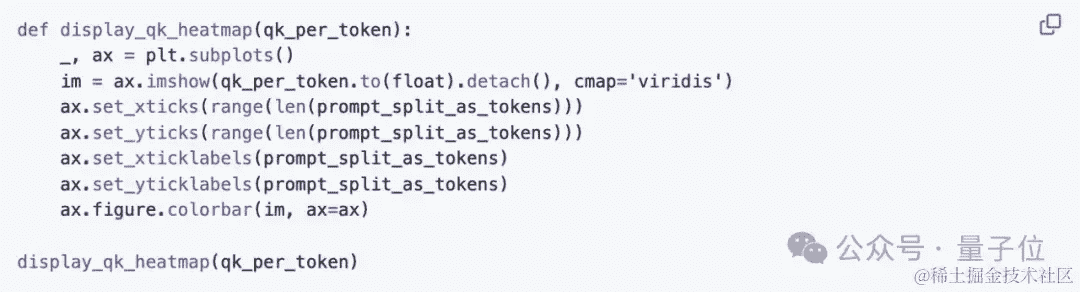 def display_qk_heatmap(qk_per_token):
    _, ax = plt.subplots()
    im = ax.imshow(qk_per_token.to(float).detach(), cmap='viridis')
    ax.set_xticks(range(len(prompt_split_as_tokens)))
    ax.set_yticks(range(len(prompt_split_as_tokens)))
    ax.set_xticklabels(prompt_split_as_tokens)
    ax.set_yticklabels(prompt_split_as_tokens)
    ax.figure.colorbar(im, ax=ax)
display_qk_heatmap(qk_per_token)
公众号 · 量子位
@稀土掘金技术社区